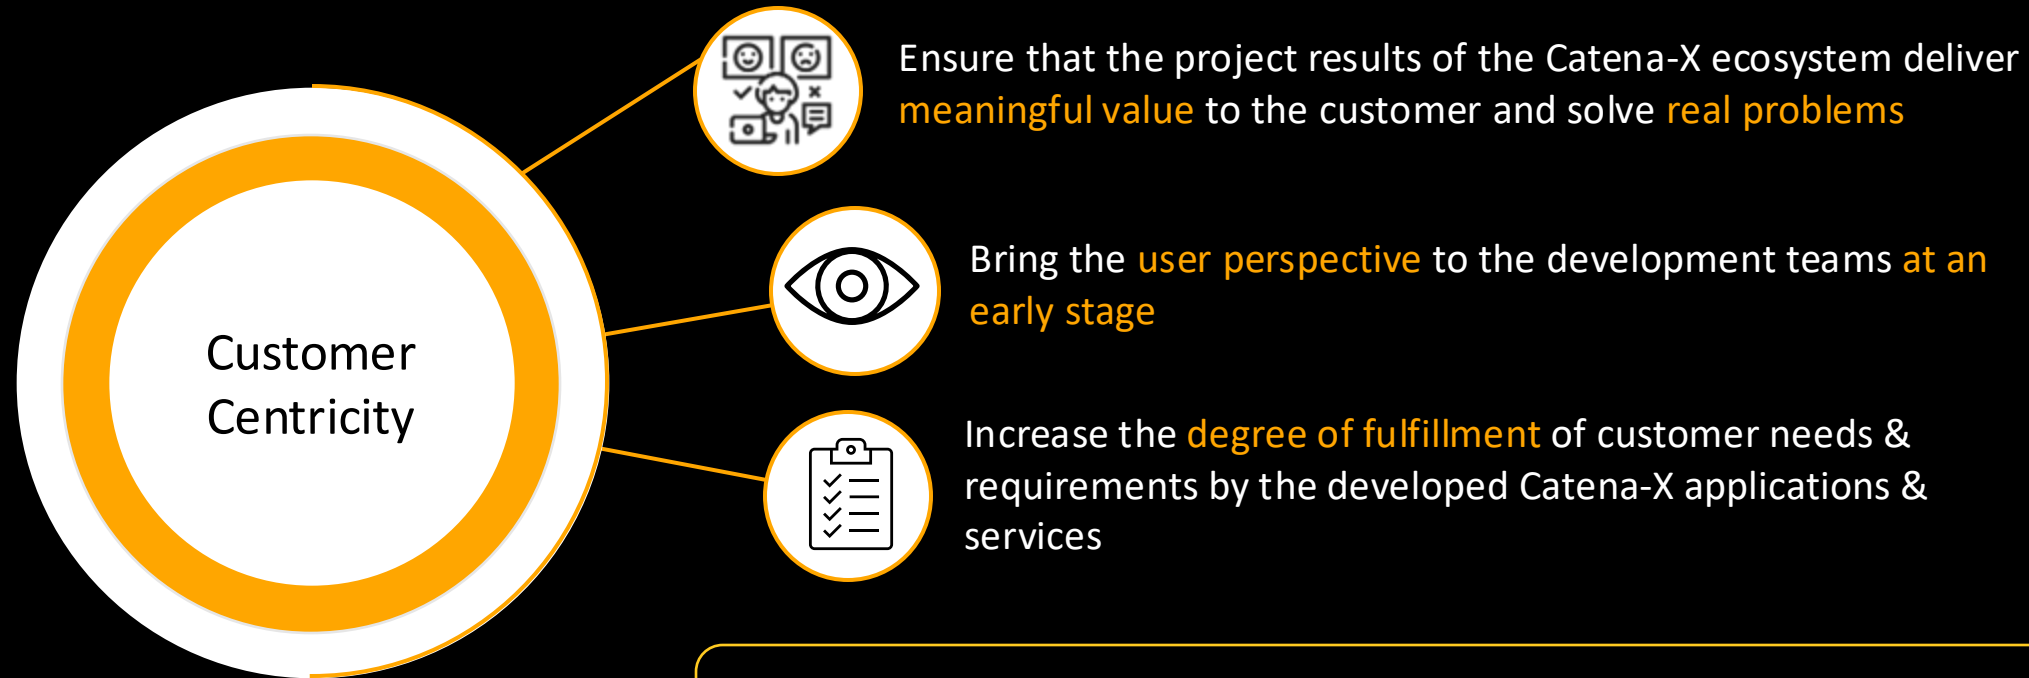 Customer
Centricity
Ensure that the project results of the Catena-X ecosystem deliver
meaningful value to the customer and solve real problems
Bring the user perspective to the development teams at an
early stage
Increase the degree of fulfillment of customer needs &
requirements by the developed Catena-X applications &
services